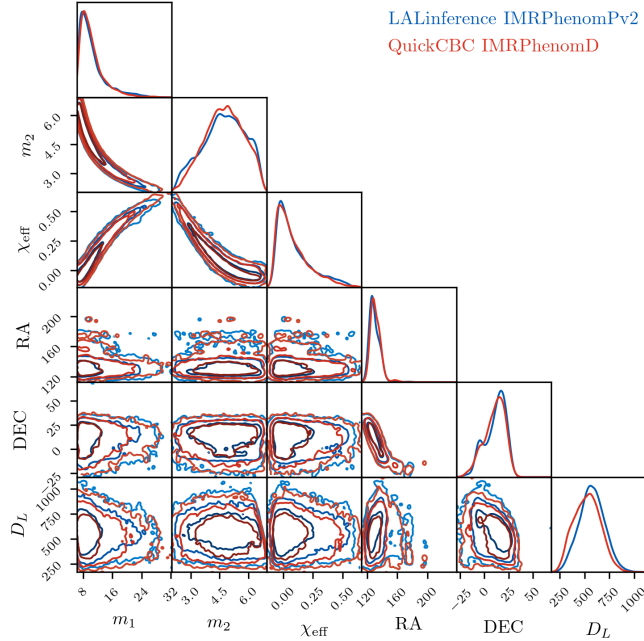 LALinference IMRPhenomPv2
QuickCBC IMRPhenomD
m₂
6.0
4.5
3.0
χeff
0.50
0.25
0.00
RA
200
160
120
DEC
50
25
0
25
D_L
1000
750
500
250
8 16 24 32 3.0 4.5 6.0 0.00 0.25 0.50 120 160 200 −25 0 25 50 250 500 750 1000
m₁ m₂ χeff RA DEC D_L